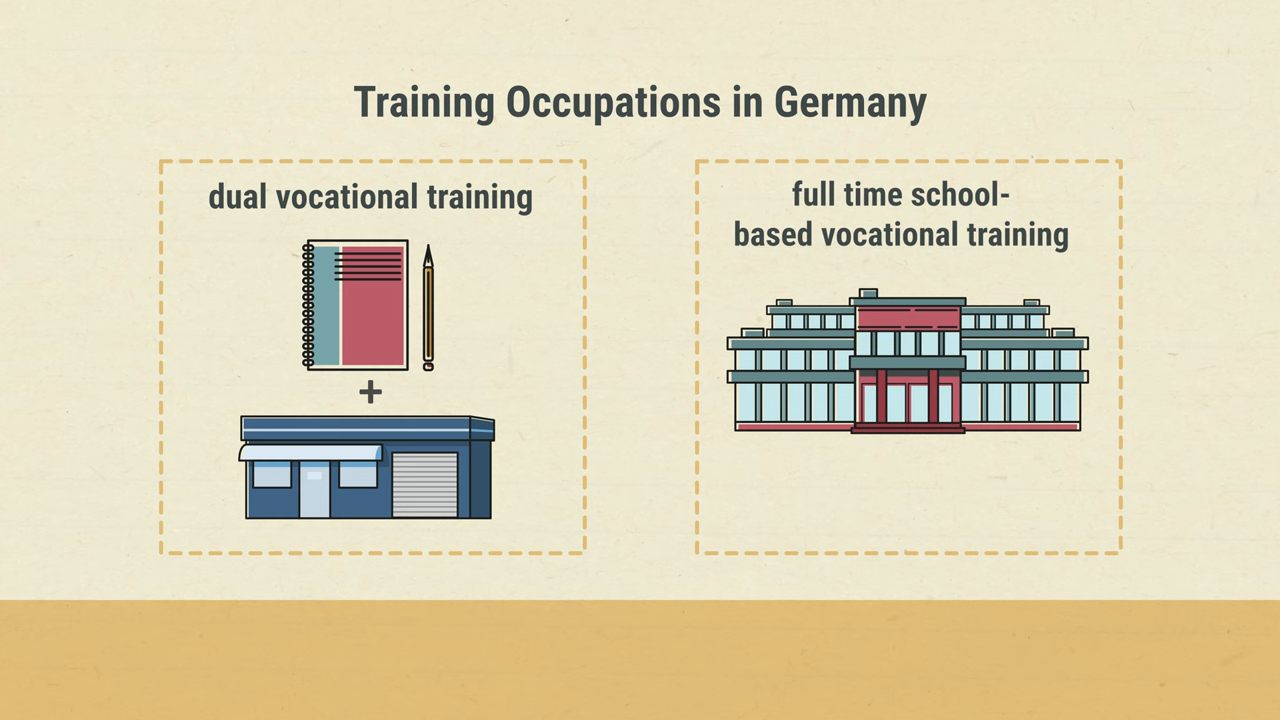 Training Occupations in Germany
dual vocational training
+
full time school-
based vocational training